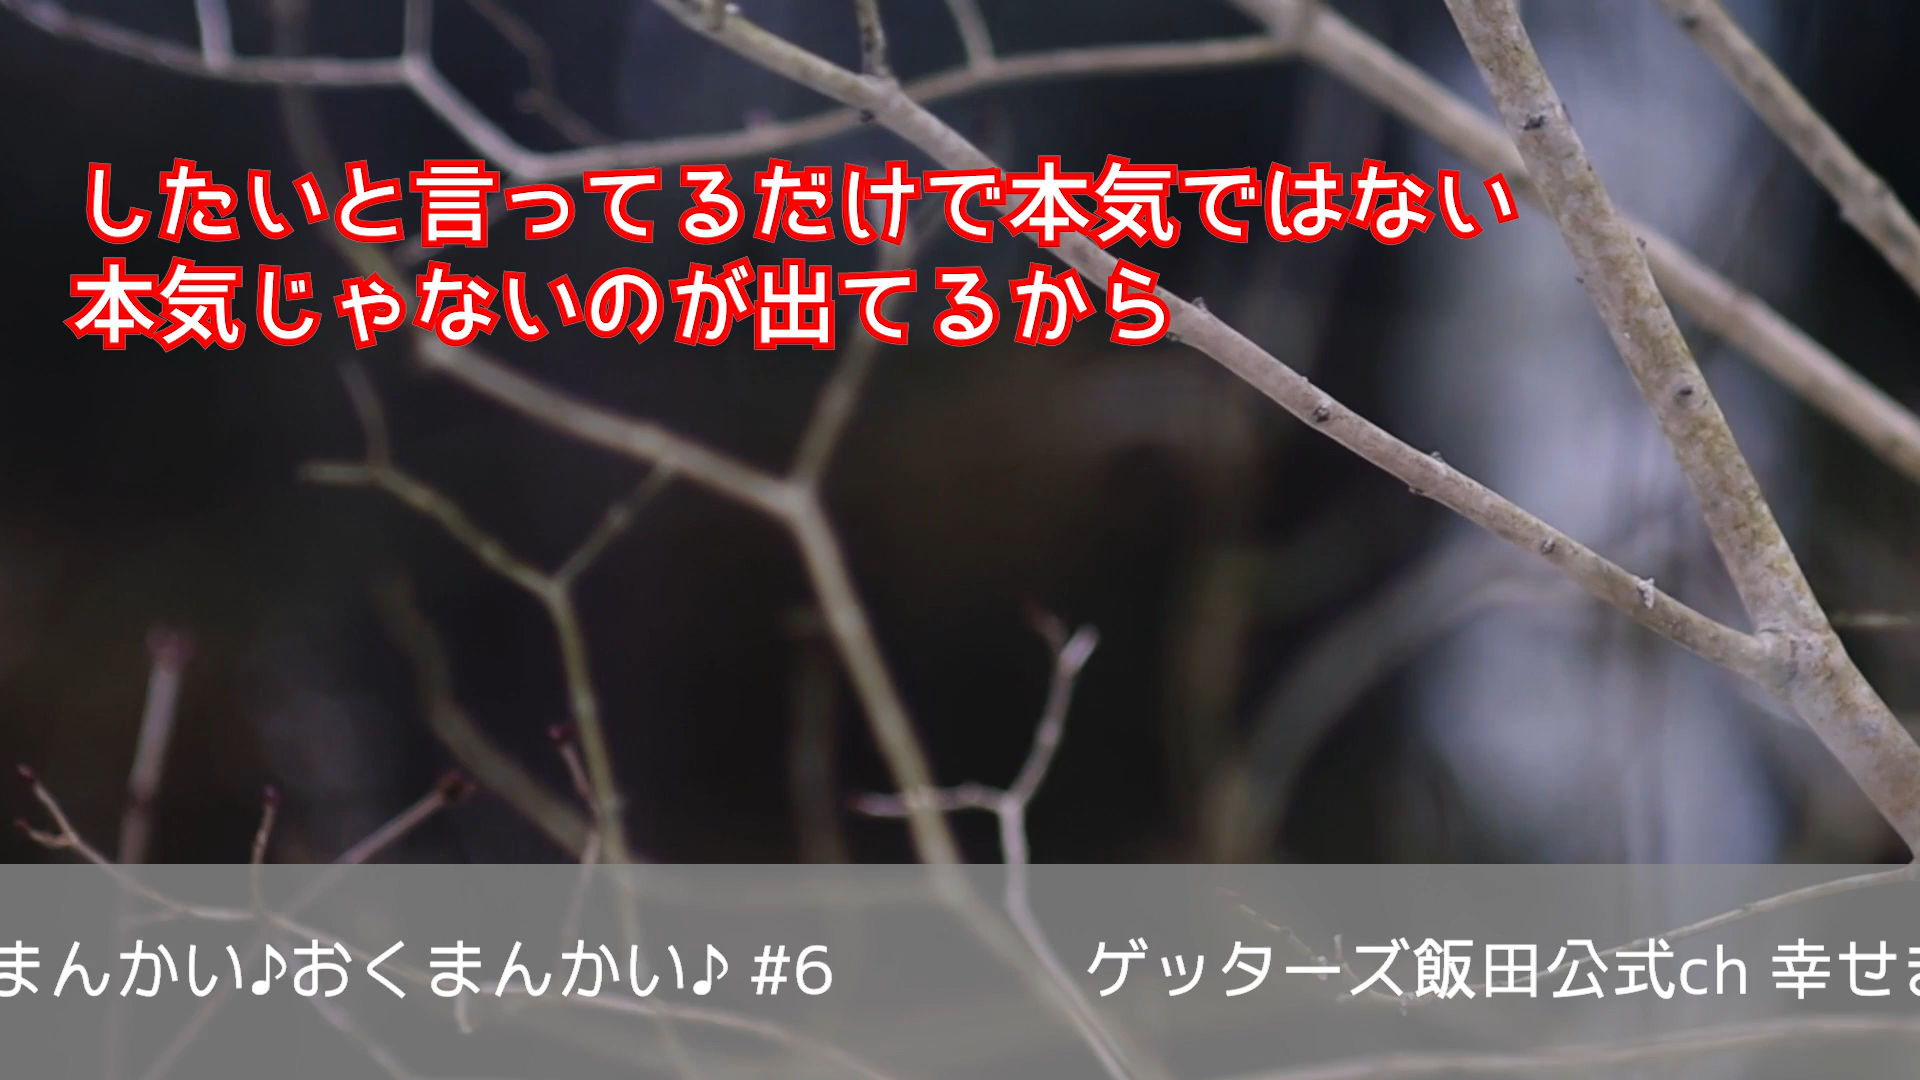 したいと言ってるだけで本気ではない
本気じゃないのが出てるから
まんかい♪おくまんかい♪ #6 ゲッターズ飯田公式ch 幸せ